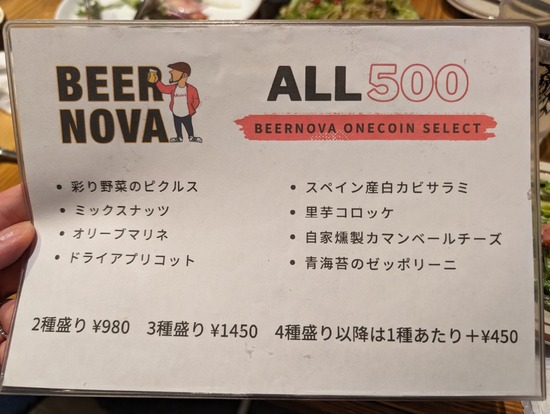 BEER
NOVA
ALL 500
BEERNOVA ONECOIN SELECT
• 彩り野菜のピクルス
• ミックスナッツ
• オリーブマリネ
• ドライアプリコット
• スペイン産白カビサラミ
• 里芋コロッケ
• 自家燻製カマンベールチーズ
• 青海苔のゼッポリーニ
2種盛り ¥980 3種盛り ¥1450 4種盛り以降は1種あたり+¥450